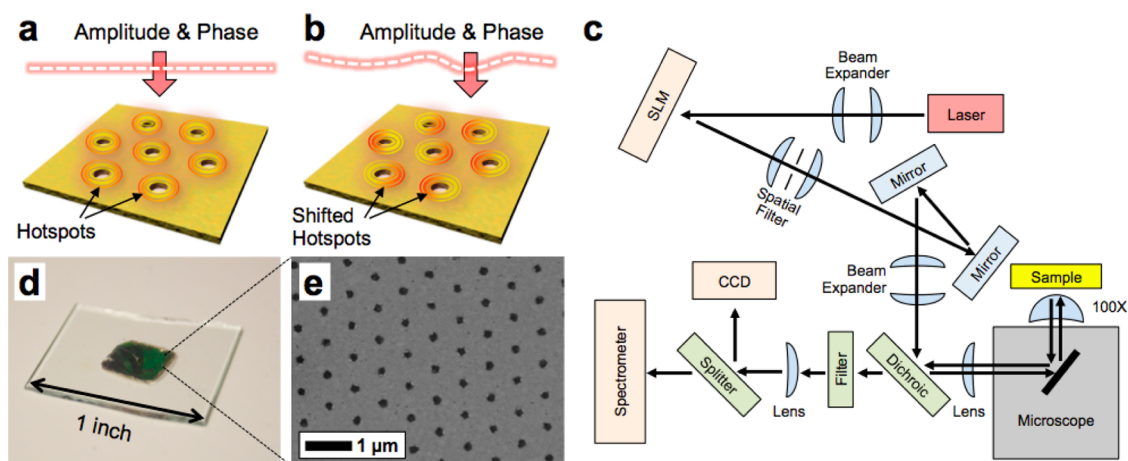 a
Amplitude & Phase
Hotspots
b
Amplitude & Phase
Shifted
Hotspots
c
Beam
Expander
SLM
Laser
Spatial
Filter
Mirror
Mirror
Beam
Expander
Sample
100X
CCD
Spectrometer
Splitter
Lens
Filter
Dichroic
Lens
Microscope
d
1 inch
e
1 µm